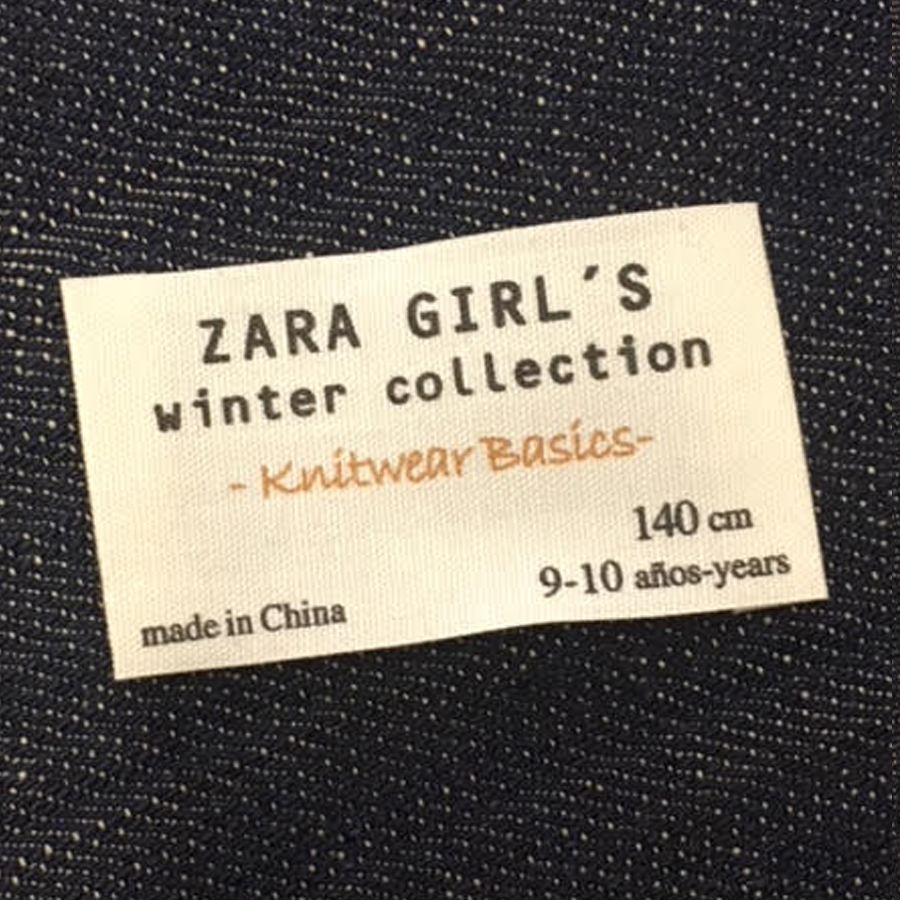 ZARA GIRL´S
winter collection
- Knitwear Basics-
140 cm
9-10 años-years
made in China